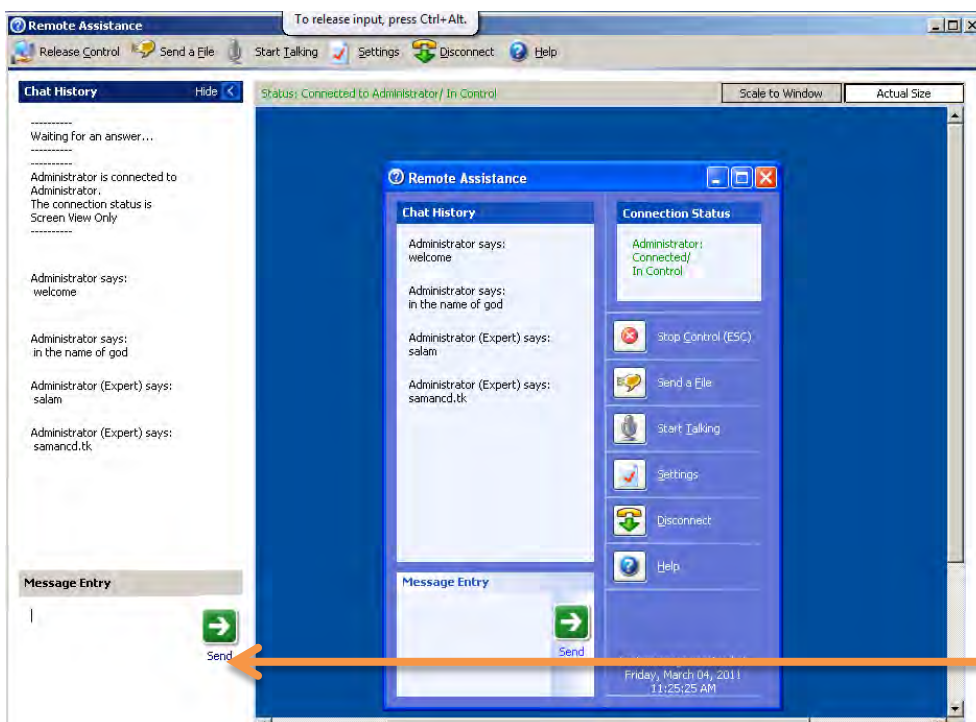 To release input, press Ctrl+Alt.
Remote Assistance
Release Control Send a File Start Talking Settings Disconnect Help
Chat History Hide <
Status: Connected to Administrator/ In Control
Scale to Window Actual Size
----------
Waiting for an answer...
----------
----------
Administrator is connected to
Administrator.
The connection status is
Screen View Only
----------
Administrator says:
welcome
Administrator says:
in the name of god
Administrator (Expert) says:
salam
Administrator (Expert) says:
samancd.tk
Message Entry
Send
Remote Assistance
Chat History
Administrator says:
welcome
Administrator says:
in the name of god
Administrator (Expert) says:
salam
Administrator (Expert) says:
samancd.tk
Message Entry
Send
Connection Status
Administrator:
Connected/
In Control
Stop Control (ESC)
Send a File
Start Talking
Settings
Disconnect
Help
Friday, March 04, 2011
11:25:25 AM